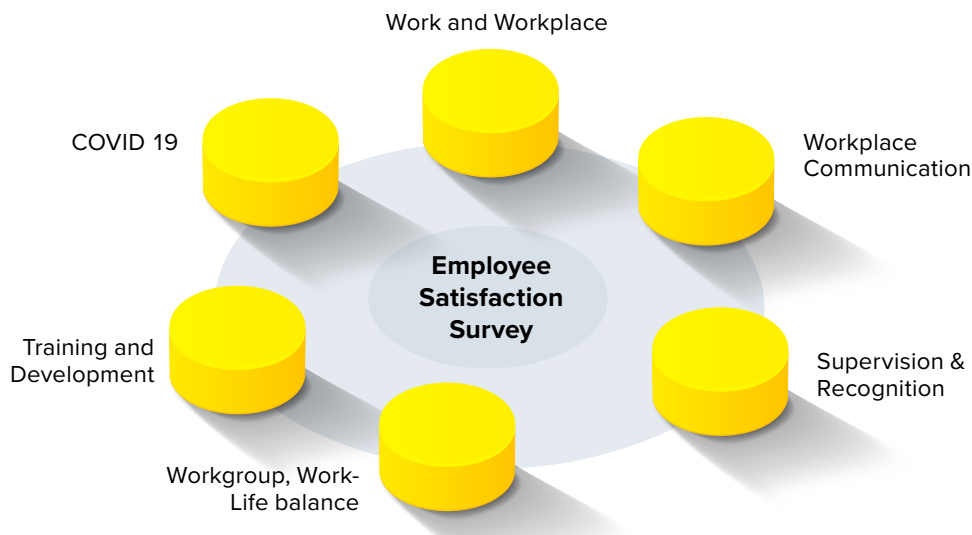 Work and Workplace
COVID 19
Workplace
Communication
Employee
Satisfaction
Survey
Training and
Development
Supervision &
Recognition
Workgroup, Work-
Life balance